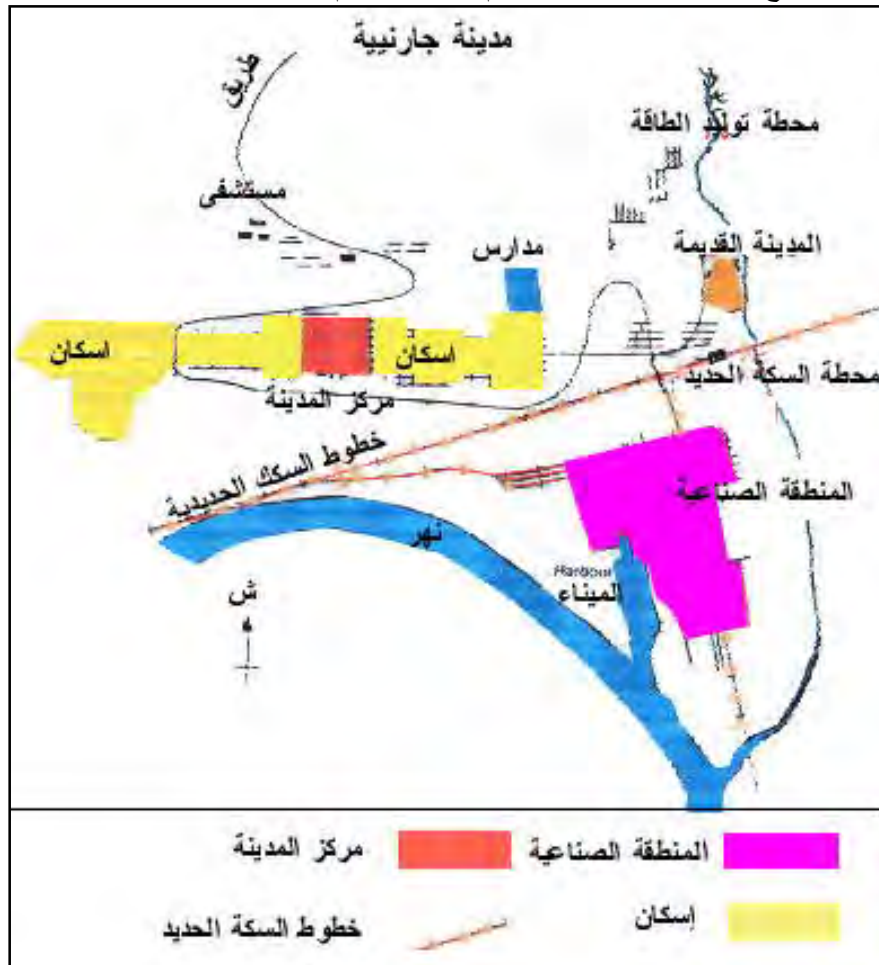 مدينة جارنيية
طريق
محطة توليد الطاقة
مستشفى
المدينة القديمة
مدارس
اسكان
اسكان
محطة السكة الحديد
مركز المدينة
خطوط السكك الحديدية
المنطقة الصناعية
نهر
Harbour
الميناء
ش
المنطقة الصناعية
مركز المدينة
إسكان
خطوط السكة الحديد